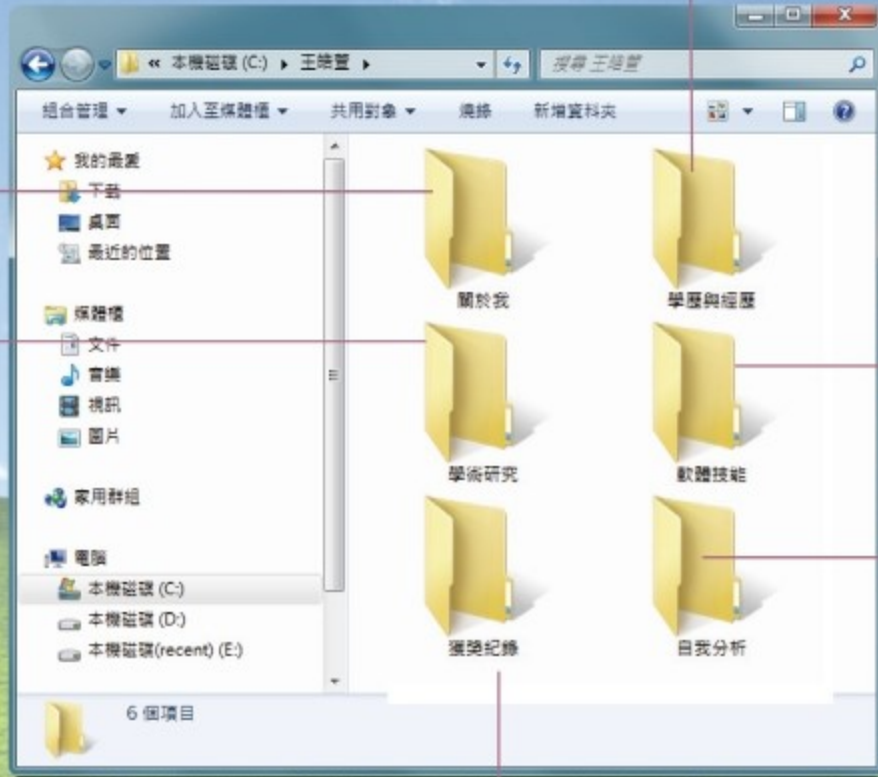 « 本機磁碟 (C:) ▸ 王皓萱 ▸
搜尋 王皓萱
組合管理 ▼ 加入至媒體櫃 ▼ 共用對象 ▼ 燒錄 新增資料夾
我的最愛
下載
桌面
最近的位置
媒體櫃
文件
音樂
視訊
圖片
家用群組
電腦
本機磁碟 (C:)
本機磁碟 (D:)
本機磁碟(recent) (E:)
關於我
學歷與經歷
學術研究
軟體技能
獲獎紀錄
自我分析
6 個項目